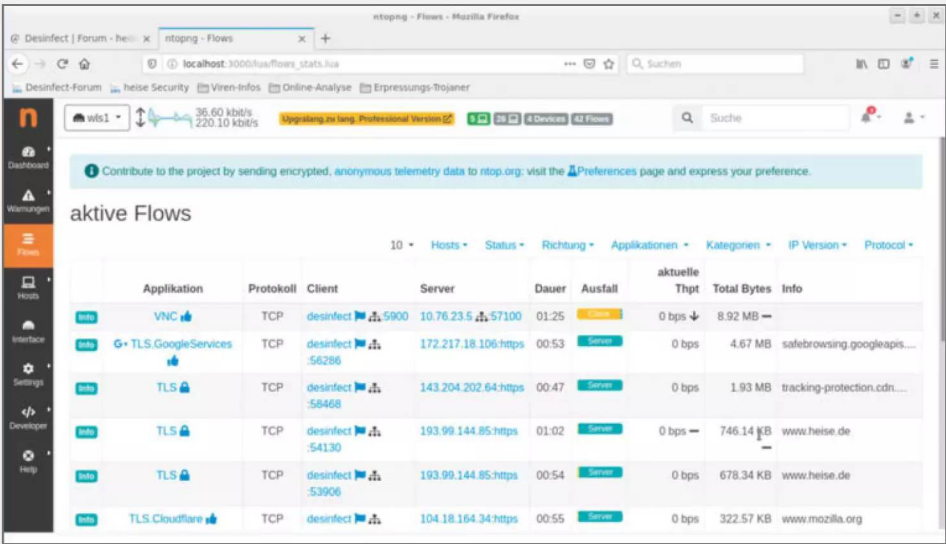 ntopng - Flows - Mozilla Firefox
Desinfect | Forum - hei
ntopng - Flows
localhost:3000/lua/flows_stats.lua
Suchen
Desinfect-Forum heise Security Viren-Infos Online-Analyse Erpressungs-Trojaner
n
wls1
36.60 kbit/s
220.10 kbit/s
Upgralang.zu lang. Professional Version
5
26
4 Devices
42 Flows
Suche
Dashboard
Warnungen
Flows
Hosts
Interface
Settings
Developer
Help
Contribute to the project by sending encrypted, anonymous telemetry data to ntop.org: visit the Preferences page and express your preference.
aktive Flows
10 Hosts Status Richtung Applikationen Kategorien IP Version Protocol
Applikation Protokoll Client Server Dauer Ausfall aktuelle Thpt Total Bytes Info
Info VNC TCP desinfect :5900 10.76.23.5 :57100 01:25 Client 0 bps 8.92 MB
Info G+ TLS.GoogleServices TCP desinfect :56286 172.217.18.106:https 00:53 Server 0 bps 4.67 MB safebrowsing.googleapis....
Info TLS TCP desinfect :58468 143.204.202.64:https 00:47 Server 0 bps 1.93 MB tracking-protection.cdn....
Info TLS TCP desinfect :54130 193.99.144.85:https 01:02 Server 0 bps 746.14 KB www.heise.de
Info TLS TCP desinfect :53906 193.99.144.85:https 00:54 Server 0 bps 678.34 KB www.heise.de
Info TLS.Cloudflare TCP desinfect 104.18.164.34:https 00:55 Server 0 bps 322.57 KB www.mozilla.org